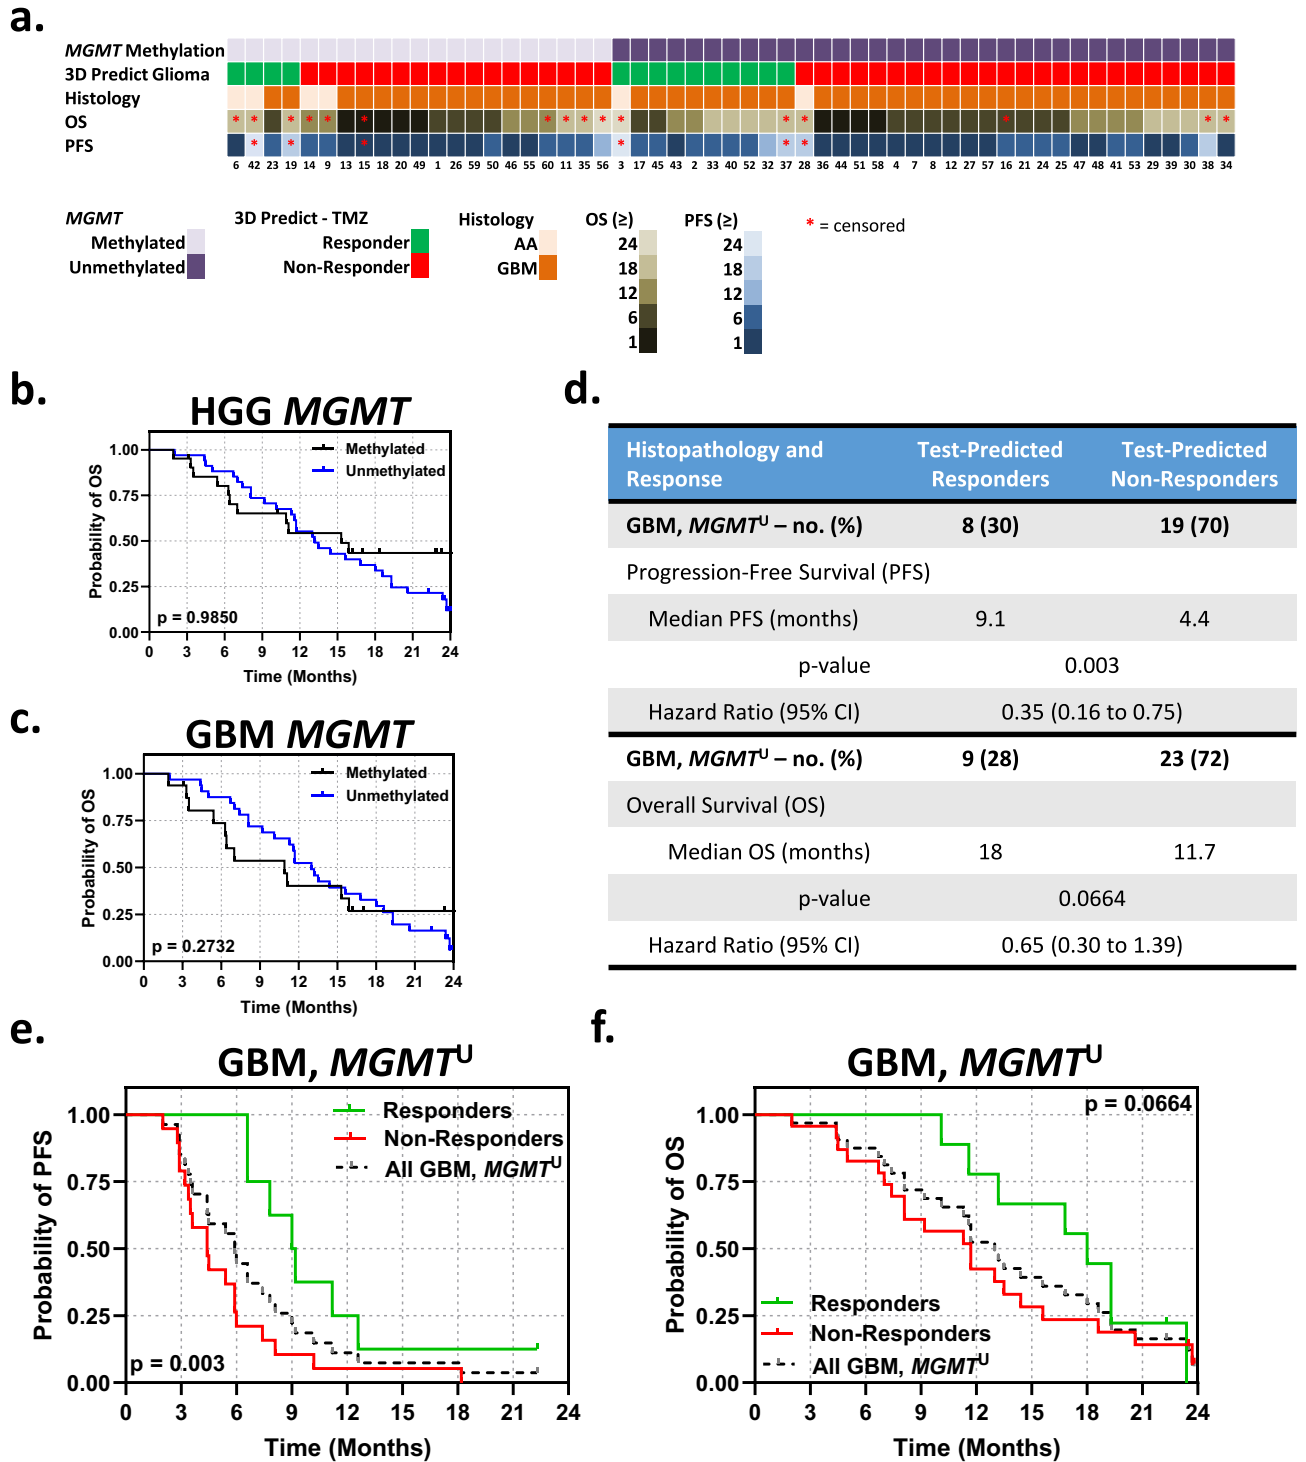 a.
MGMT Methylation
3D Predict Glioma
Histology
OS
* * * * * * * * * * * * * * * *
PFS
* * * * * *
6 42 23 19 14 9 13 15 18 20 49 1 26 59 50 46 55 60 11 35 56 3 17 45 43 2 33 40 52 32 37 28 36 44 51 58 4 7 8 12 27 57 16 21 24 25 47 48 41 53 29 39 30 38 34
MGMT
Methylated
Unmethylated
3D Predict - TMZ
Responder
Non-Responder
Histology
AA
GBM
OS (≥)
24
18
12
6
1
PFS (≥)
24
18
12
6
1
* = censored
b.
HGG MGMT
Methylated
Unmethylated
Probability of OS
1.00
0.75
0.50
0.25
0.00
p = 0.9850
0 3 6 9 12 15 18 21 24
Time (Months)
c.
GBM MGMT
Methylated
Unmethylated
Probability of OS
1.00
0.75
0.50
0.25
0.00
p = 0.2732
0 3 6 9 12 15 18 21 24
Time (Months)
d.
Histopathology and Response
Test-Predicted Responders
Test-Predicted Non-Responders
GBM, MGMTᵁ – no. (%) 8 (30) 19 (70)
Progression-Free Survival (PFS)
Median PFS (months) 9.1 4.4
p-value 0.003
Hazard Ratio (95% CI) 0.35 (0.16 to 0.75)
GBM, MGMTᵁ – no. (%) 9 (28) 23 (72)
Overall Survival (OS)
Median OS (months) 18 11.7
p-value 0.0664
Hazard Ratio (95% CI) 0.65 (0.30 to 1.39)
e.
GBM, MGMTᵁ
Responders
Non-Responders
All GBM, MGMTᵁ
Probability of PFS
1.00
0.75
0.50
0.25
0.00
p = 0.003
0 3 6 9 12 15 18 21 24
Time (Months)
f.
GBM, MGMTᵁ
p = 0.0664
Probability of OS
1.00
0.75
0.50
0.25
0.00
Responders
Non-Responders
All GBM, MGMTᵁ
0 3 6 9 12 15 18 21 24
Time (Months)